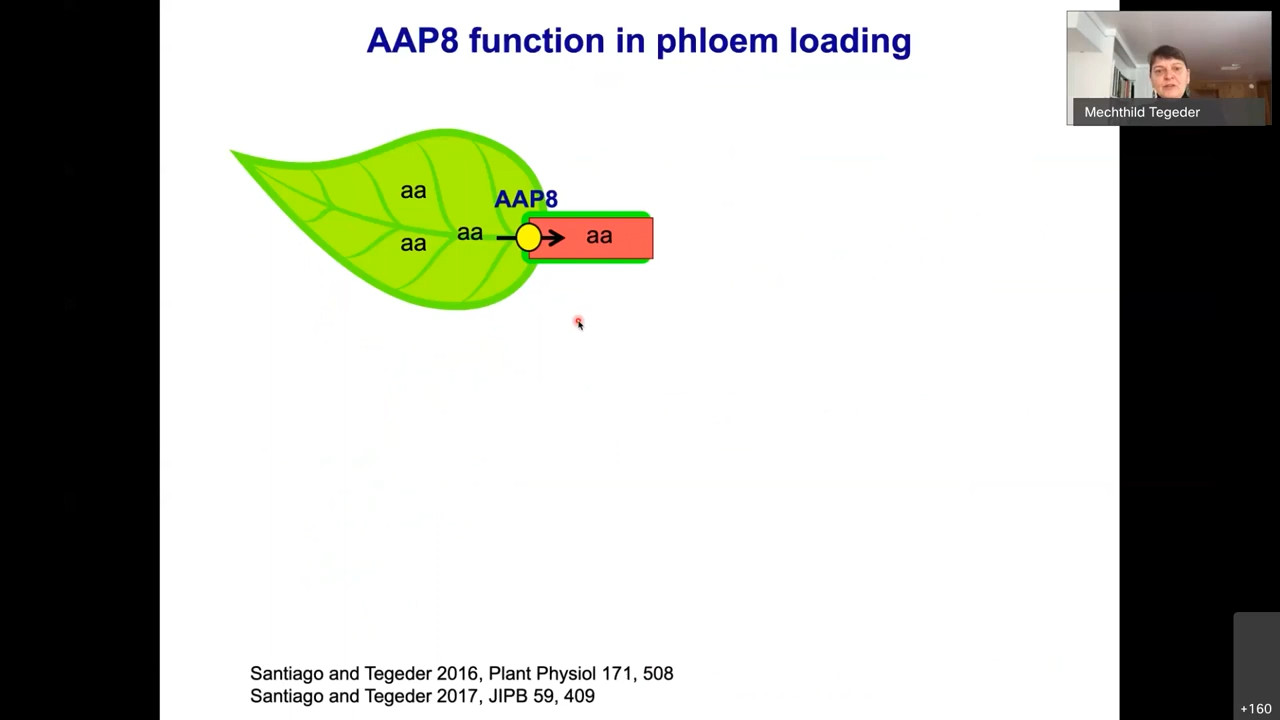 AAP8 function in phloem loading
Mechthild Tegeder
aa
AAP8
aa
aa
aa
Santiago and Tegeder 2016, Plant Physiol 171, 508
Santiago and Tegeder 2017, JIPB 59, 409
+160